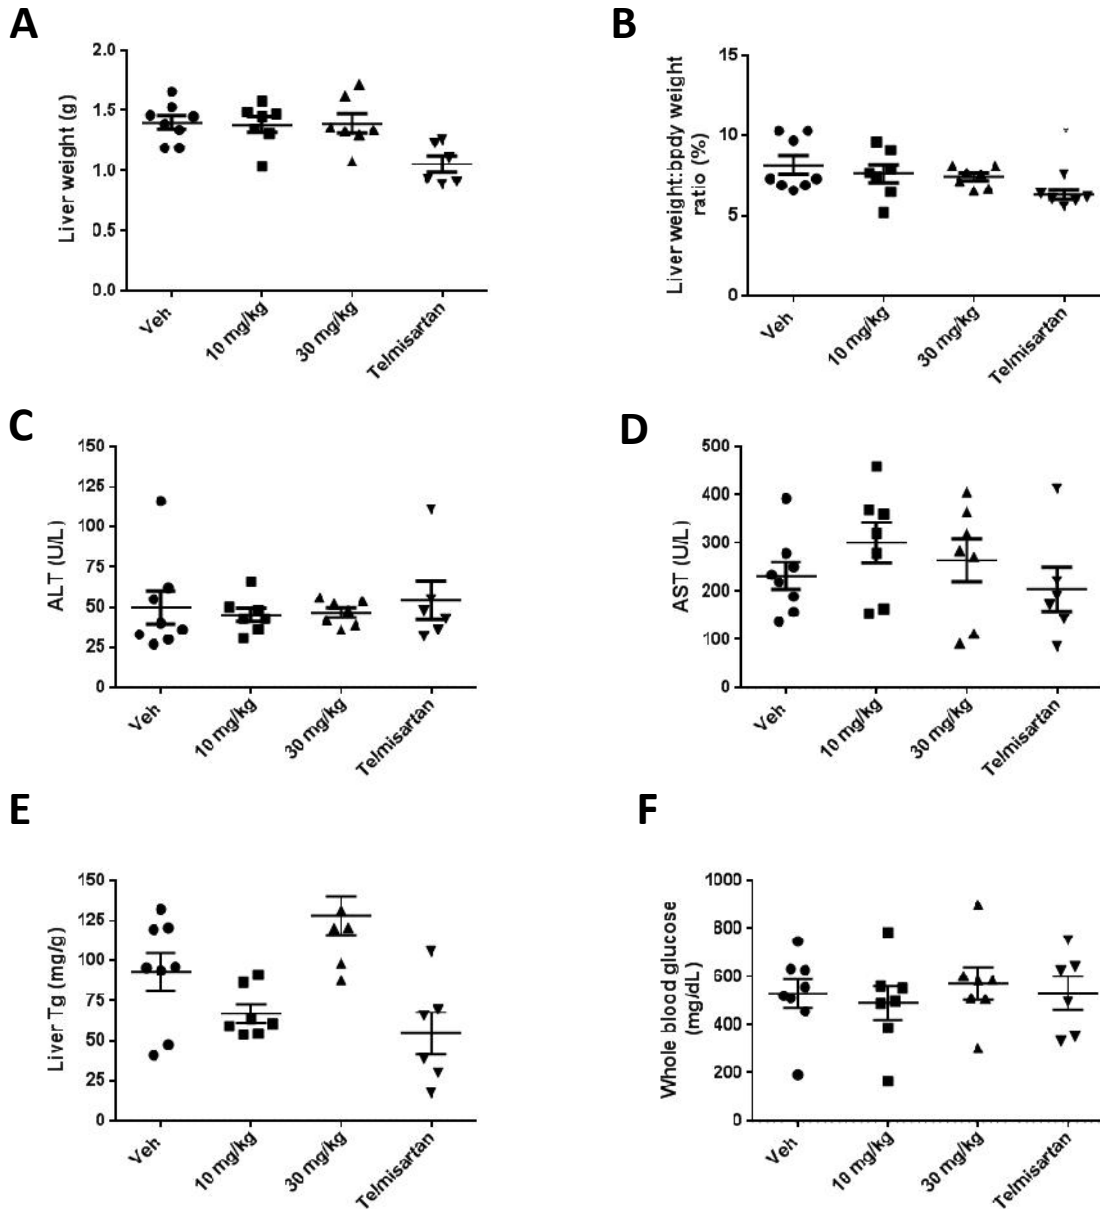 A
B
2.0
1.5
1.0
0.5
0.0
Liver weight (g)
Veh
10 mg/kg
30 mg/kg
Telmisartan
15
10
5
0
Liver weight:bpdy weight
ratio (%)
Veh
10 mg/kg
30 mg/kg
Telmisartan
C
D
150
125
100
75
50
25
0
ALT (U/L)
Veh
10 mg/kg
30 mg/kg
Telmisartan
500
400
300
200
100
0
AST (U/L)
Veh
10 mg/kg
30 mg/kg
Telmisartan
E
F
150
125
100
75
50
25
0
Liver Tg (mg/g)
Veh
10 mg/kg
30 mg/kg
Telmisartan
1000
800
600
400
200
0
Whole blood glucose
(mg/dL)
Veh
10 mg/kg
30 mg/kg
Telmisartan